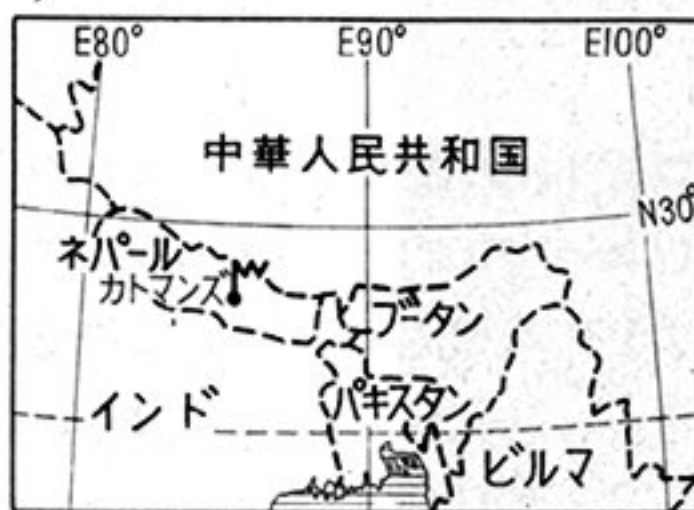 E80° E90° E100°
中華人民共和国
N30°
ネパール
カトマンズ
ブータン
パキスタン
インド
ビルマ